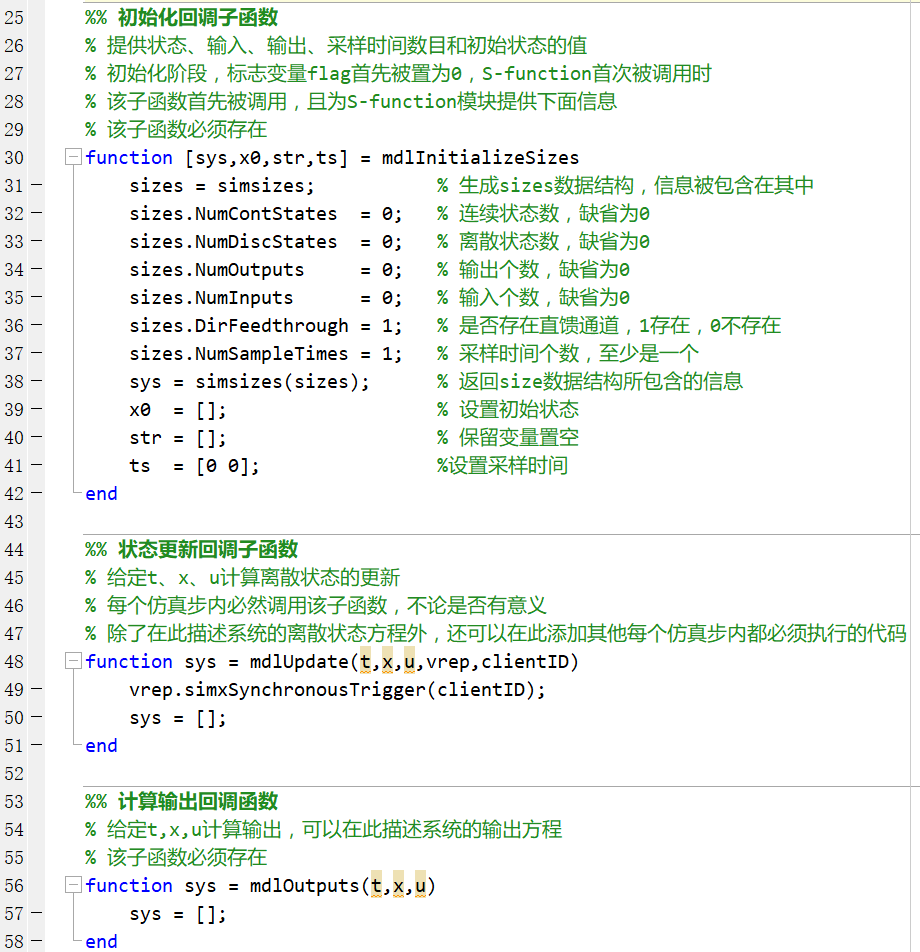 25 %% 初始化回调子函数
26 % 提供状态、输入、输出、采样时间数目和初始状态的值
27 % 初始化阶段，标志变量flag首先被置为0，S-function首次被调用时
28 % 该子函数首先被调用，且为S-function模块提供下面信息
29 % 该子函数必须存在
30 function [sys,x0,str,ts] = mdlInitializeSizes
31 sizes = simsizes; % 生成sizes数据结构，信息被包含在其中
32 sizes.NumContStates = 0; % 连续状态数，缺省为0
33 sizes.NumDiscStates = 0; % 离散状态数，缺省为0
34 sizes.NumOutputs = 0; % 输出个数，缺省为0
35 sizes.NumInputs = 0; % 输入个数，缺省为0
36 sizes.DirFeedthrough = 1; % 是否存在直馈通道，1存在，0不存在
37 sizes.NumSampleTimes = 1; % 采样时间个数，至少是一个
38 sys = simsizes(sizes); % 返回size数据结构所包含的信息
39 x0 = []; % 设置初始状态
40 str = []; % 保留变量置空
41 ts = [0 0]; %设置采样时间
42 end
43
44 %% 状态更新回调子函数
45 % 给定t、x、u计算离散状态的更新
46 % 每个仿真步内必然调用该子函数，不论是否有意义
47 % 除了在此描述系统的离散状态方程外，还可以在此添加其他每个仿真步内都必须执行的代码
48 function sys = mdlUpdate(t,x,u,vrep,clientID)
49 vrep.simxSynchronousTrigger(clientID);
50 sys = [];
51 end
52
53 %% 计算输出回调函数
54 % 给定t,x,u计算输出，可以在此描述系统的输出方程
55 % 该子函数必须存在
56 function sys = mdlOutputs(t,x,u)
57 sys = [];
58 end